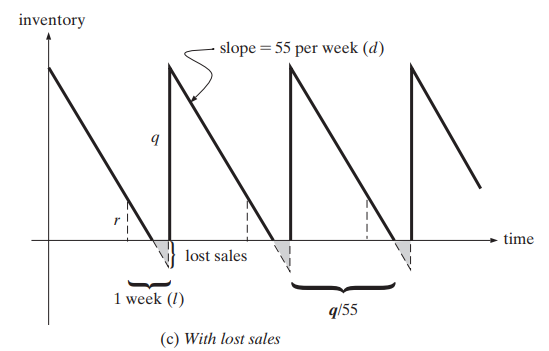 inventory
slope = 55 per week (d)
q
r
time
lost sales
1 week (l)
q/55
(c) With lost sales